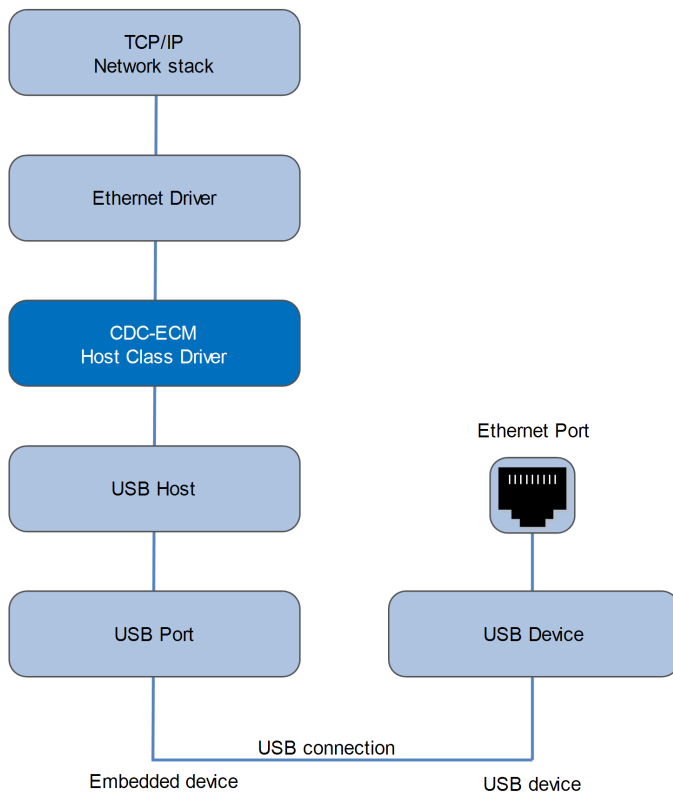 TCP/IP
Network stack
Ethernet Driver
CDC-ECM
Host Class Driver
USB Host
Ethernet Port
USB Port
USB Device
USB connection
Embedded device
USB device